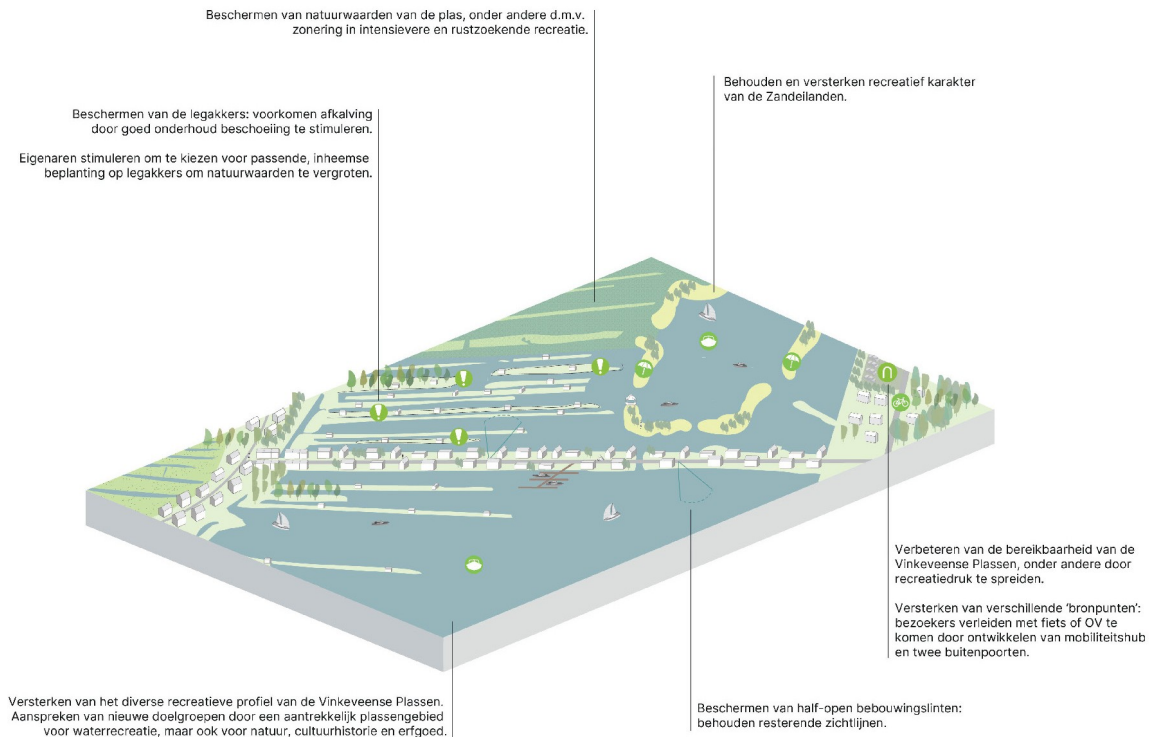 Beschermen van natuurwaarden van de plas, onder andere d.m.v.
zonering in intensievere en rustzoekende recreatie.
Behouden en versterken recreatief karakter
van de Zandeilanden.
Beschermen van de legakkers: voorkomen afkalving
door goed onderhoud beschoeiing te stimuleren.
Eigenaren stimuleren om te kiezen voor passende, inheemse
beplanting op legakkers om natuurwaarden te vergroten.
Verbeteren van de bereikbaarheid van de
Vinkeveense Plassen, onder andere door
recreatiedruk te spreiden.
Versterken van verschillende ‘bronpunten’:
bezoekers verleiden met fiets of OV te
komen door ontwikkelen van mobiliteitshub
en twee buitenpoorten.
Versterken van het diverse recreatieve profiel van de Vinkeveense Plassen.
Aanspreken van nieuwe doelgroepen door een aantrekkelijk plassengebied
voor waterrecreatie, maar ook voor natuur, cultuurhistorie en erfgoed.
Beschermen van half-open bebouwingslinten:
behouden resterende zichtlijnen.